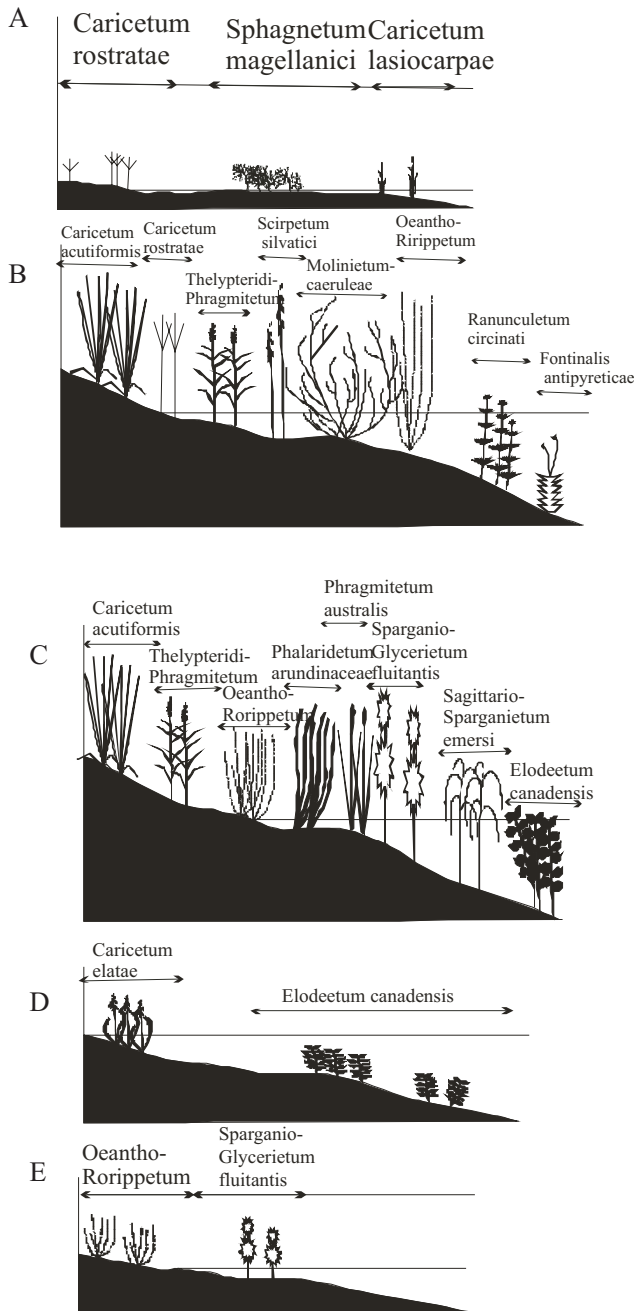 A
Caricetum
rostratae
Sphagnetum
magellanici
Caricetum
lasiocarpae
B
Caricetum
acutiformis
Caricetum
rostratae
Thelypteridi-
Phragmitetum
Scirpetum
silvatici
Molinietum-
caeruleae
Oeantho-
Ririppetum
Ranunculetum
circinati
Fontinalis
antipyreticae
C
Caricetum
acutiformis
Thelypteridi-
Phragmitetum
Oeantho-
Rorippetum
Phalaridetum
arundinaceae
Phragmitetum
australis
Sparganio-
Glycerietum
fluitantis
Sagittario-
Sparganietum
emersi
Elodeetum
canadensis
D
Caricetum
elatae
Elodeetum canadensis
E
Oeantho-
Rorippetum
Sparganio-
Glycerietum
fluitantis